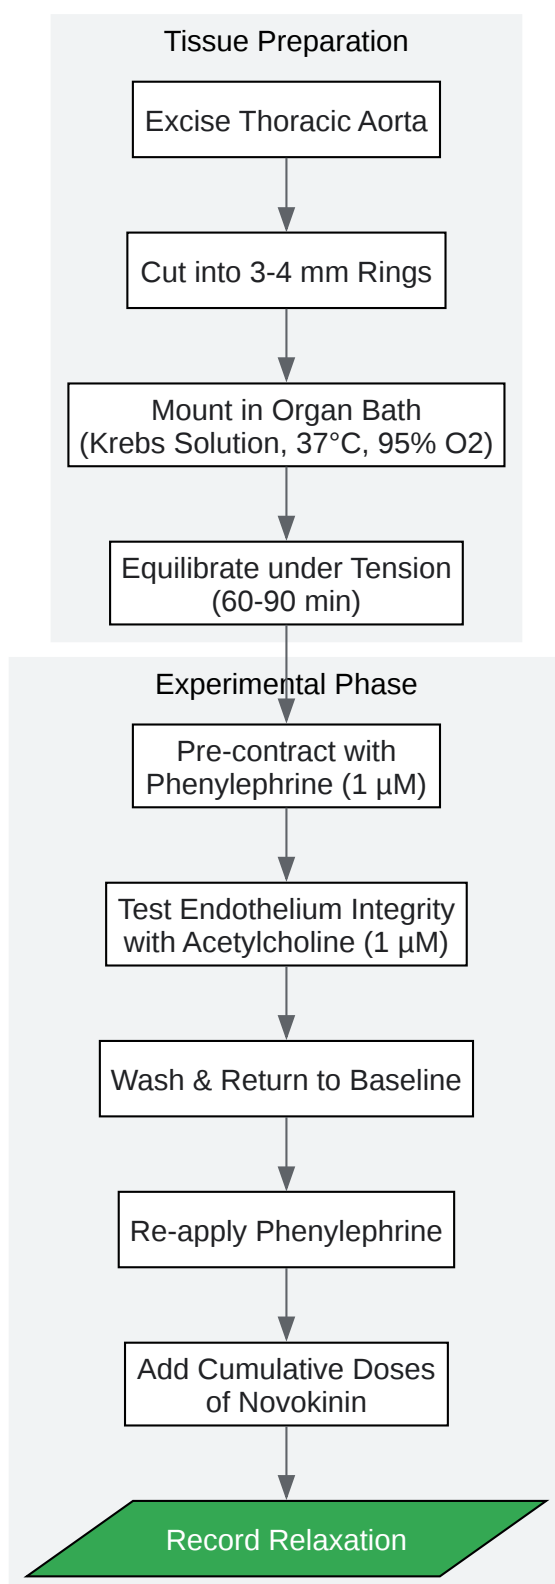 Tissue Preparation
Excise Thoracic Aorta
Cut into 3-4 mm Rings
Mount in Organ Bath
(Krebs Solution, 37°C, 95% O2)
Equilibrate under Tension
(60-90 min)
Experimental Phase
Pre-contract with
Phenylephrine (1 µM)
Test Endothelium Integrity
with Acetylcholine (1 µM)
Wash & Return to Baseline
Re-apply Phenylephrine
Add Cumulative Doses
of Novokinin
Record Relaxation